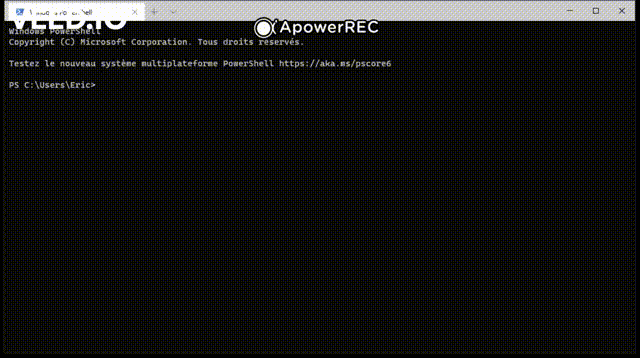 VEED.IO
ApowerREC
Windows PowerShell
Copyright (C) Microsoft Corporation. Tous droits reservés.
Testez le nouveau système multiplateforme PowerShell https://aka.ms/pscore6
PS C:\Users\Eric>